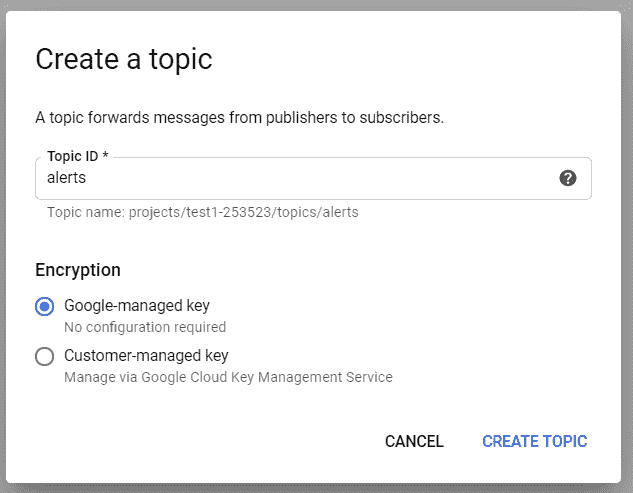 Create a topic
A topic forwards messages from publishers to subscribers.
Topic ID *
alerts
Topic name: projects/test1-253523/topics/alerts
Encryption
Google-managed key
No configuration required
Customer-managed key
Manage via Google Cloud Key Management Service
CANCEL CREATE TOPIC